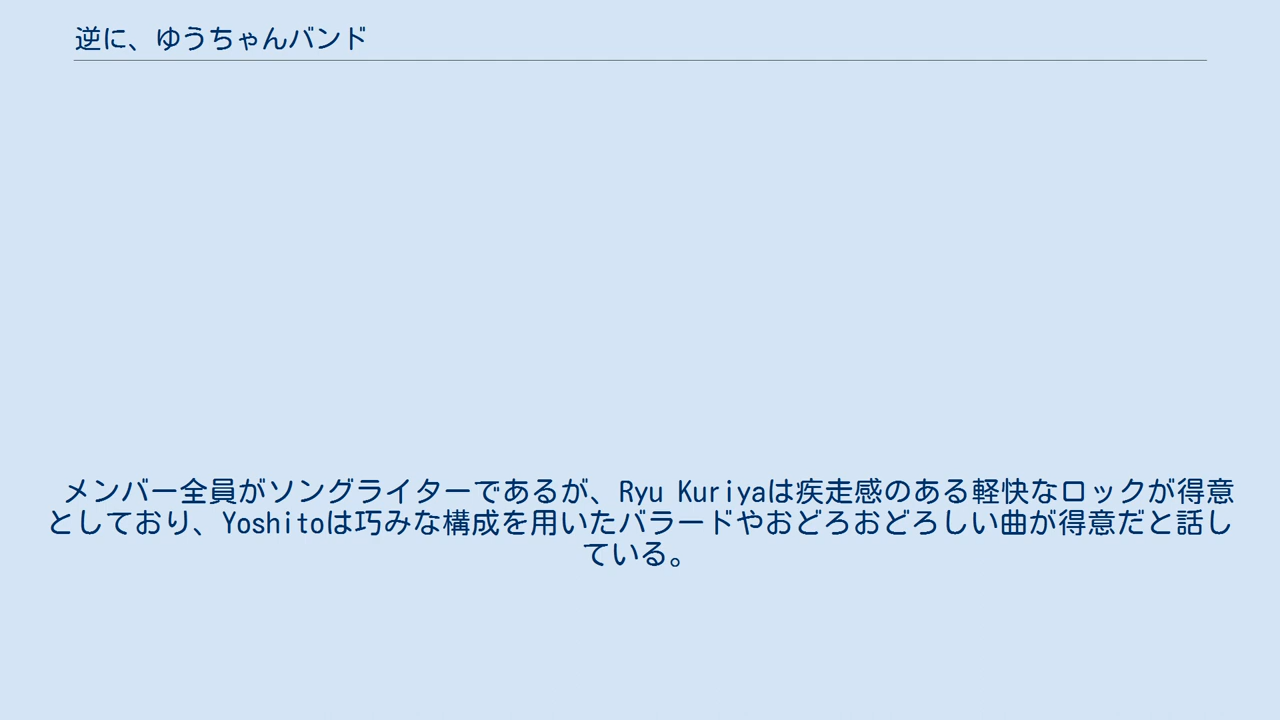 逆に、ゆうちゃんバンド
メンバー全員がソングライターであるが、Ryu Kuriyaは疾走感のある軽快なロックが得意
としており、Yoshitoは巧みな構成を用いたバラードやおどろおどろしい曲が得意だと話し
ている。